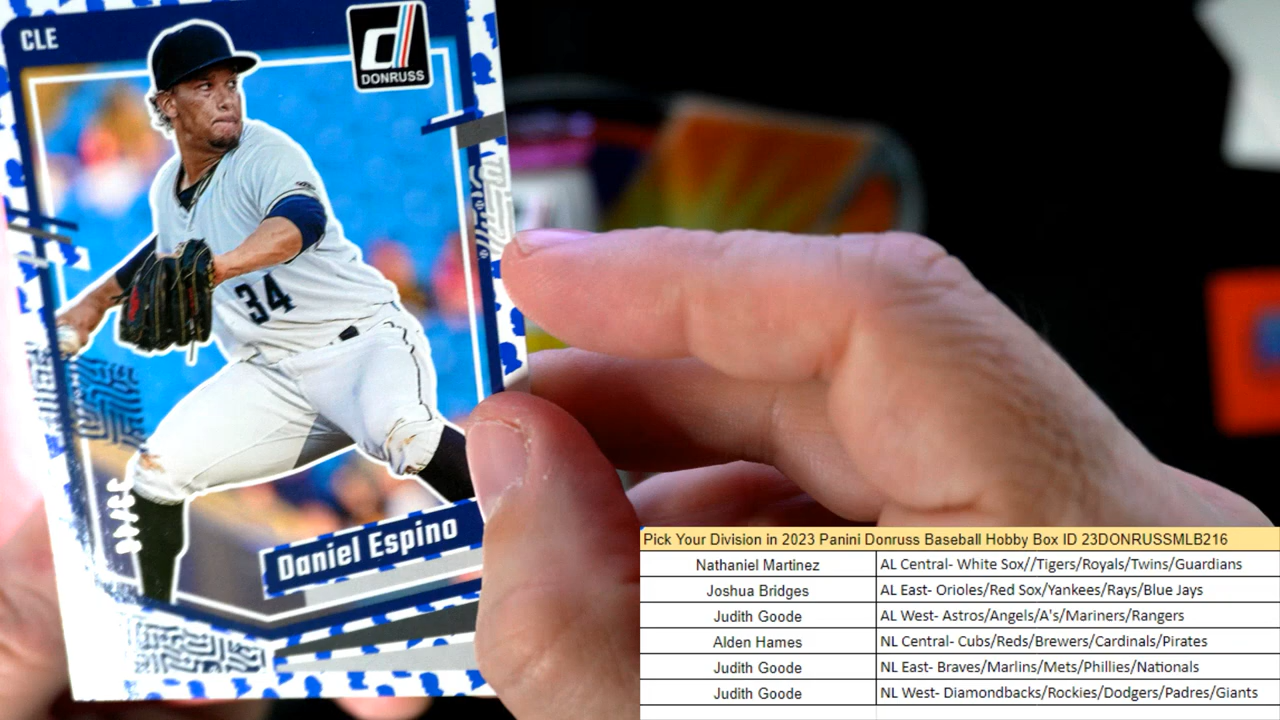 CLE
d
DONRUSS
34
Daniel Espino
Pick Your Division in 2023 Panini Donruss Baseball Hobby Box ID 23DONRUSSMLB216
Nathaniel Martinez AL Central- White Sox//Tigers/Royals/Twins/Guardians
Joshua Bridges AL East- Orioles/Red Sox/Yankees/Rays/Blue Jays
Judith Goode AL West- Astros/Angels/A's/Mariners/Rangers
Alden Hames NL Central- Cubs/Reds/Brewers/Cardinals/Pirates
Judith Goode NL East- Braves/Marlins/Mets/Phillies/Nationals
Judith Goode NL West- Diamondbacks/Rockies/Dodgers/Padres/Giants